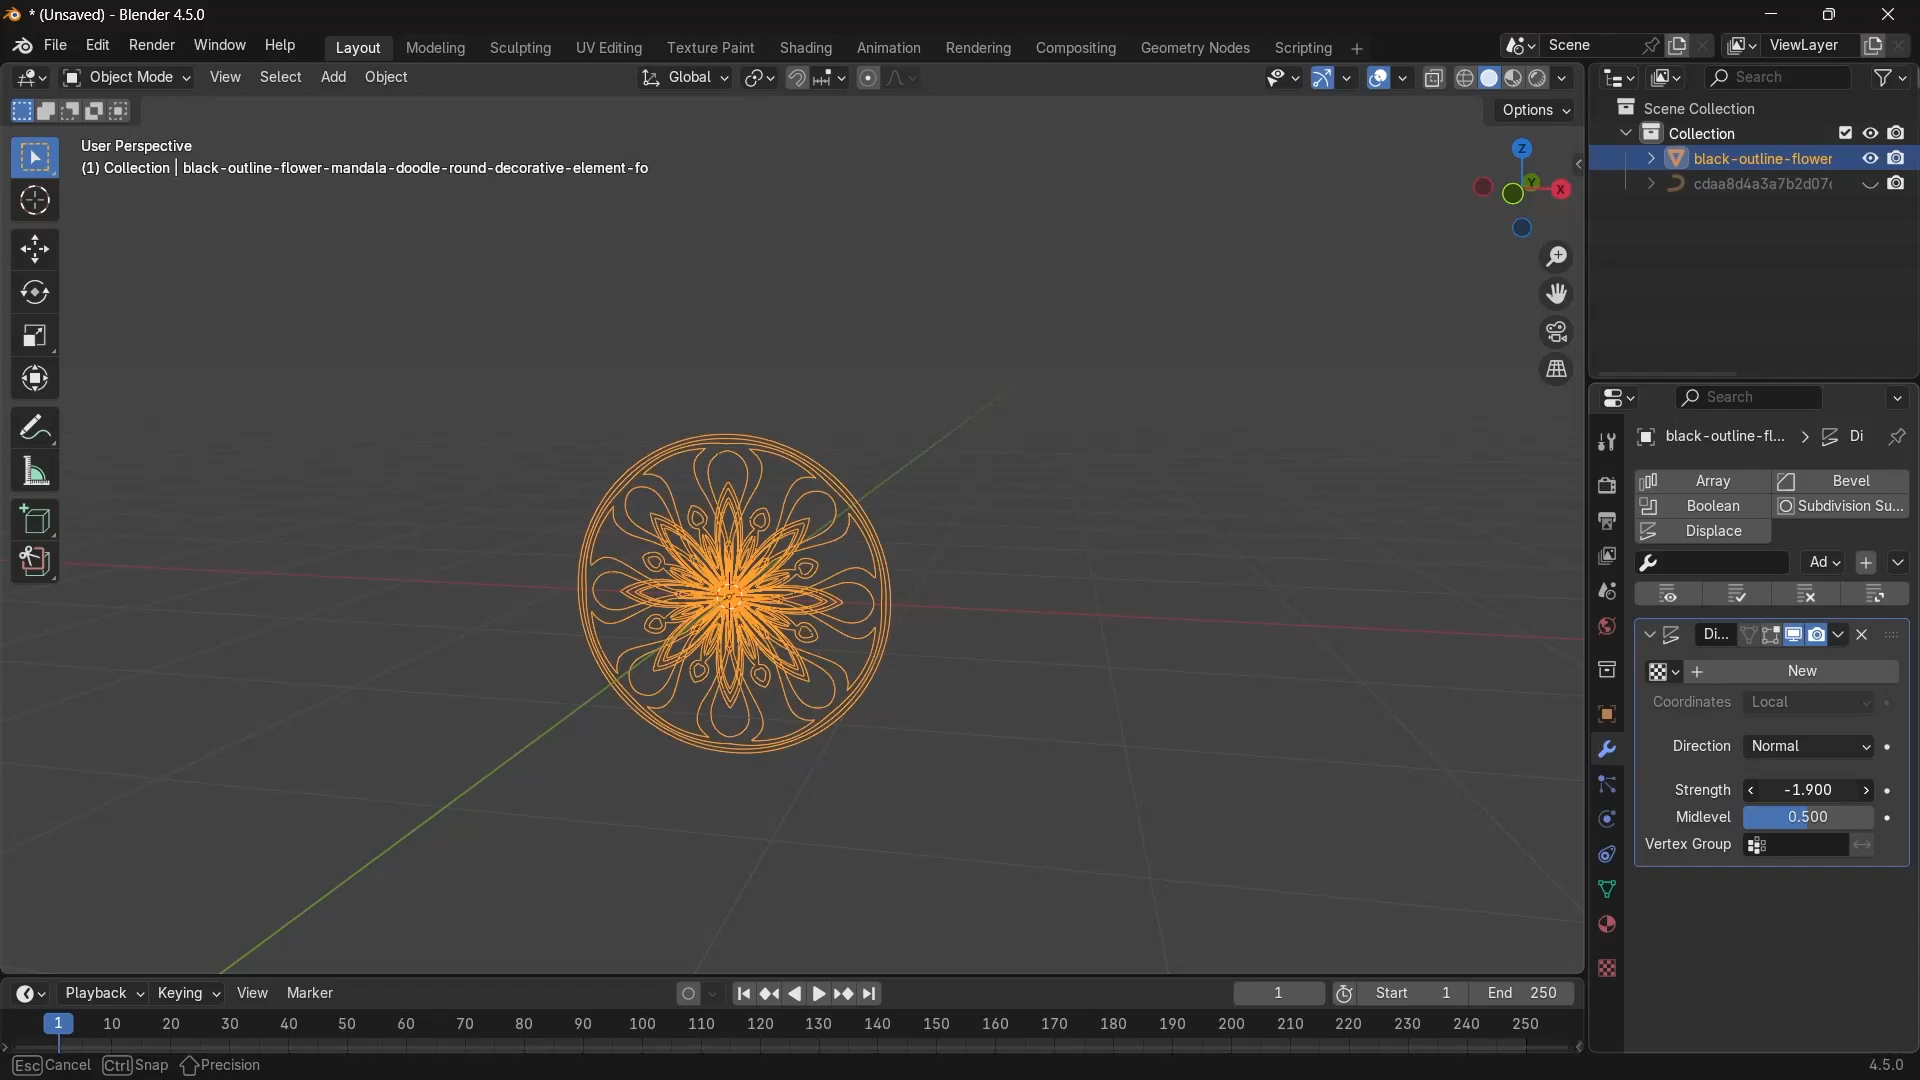 * (Unsaved) - Blender 4.5.0
File Edit Render Window Help Layout Modeling Sculpting UV Editing Texture Paint Shading Animation Rendering Compositing Geometry Nodes Scripting + Scene ViewLayer
Object Mode View Select Add Object Global Search
Options
Scene Collection
Collection
User Perspective
(1) Collection | black-outline-flower-mandala-doodle-round-decorative-element-fo
black-outline-flower
cdaa8d4a3a7b2d07
Z
Y
X
Search
black-outline-fl... > Di
Array Bevel
Boolean Subdivision Su...
Displace
Ad
Di...
New
Coordinates Local
Direction Normal
Strength -1.900
Midlevel 0.500
Vertex Group
Playback Keying View Marker 1 Start 1 End 250
1 10 20 30 40 50 60 70 80 90 100 110 120 130 140 150 160 170 180 190 200 210 220 230 240 250
Esc Cancel Ctrl Snap Precision 4.5.0